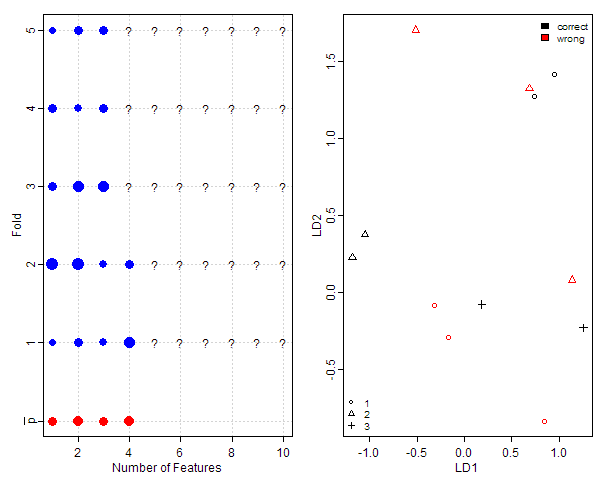 5 ? ? ? ? ? ? ?
4 ? ? ? ? ? ? ?
3 ? ? ? ? ? ? ?
2 ? ? ? ? ? ? ?
1 ? ? ? ? ? ?
p̅
2 4 6 8 10
Number of Features
Fold
correct
wrong
1.5
1.0
0.5
0.0
-0.5
LD2
1
2
3
-1.0 -0.5 0.0 0.5 1.0
LD1